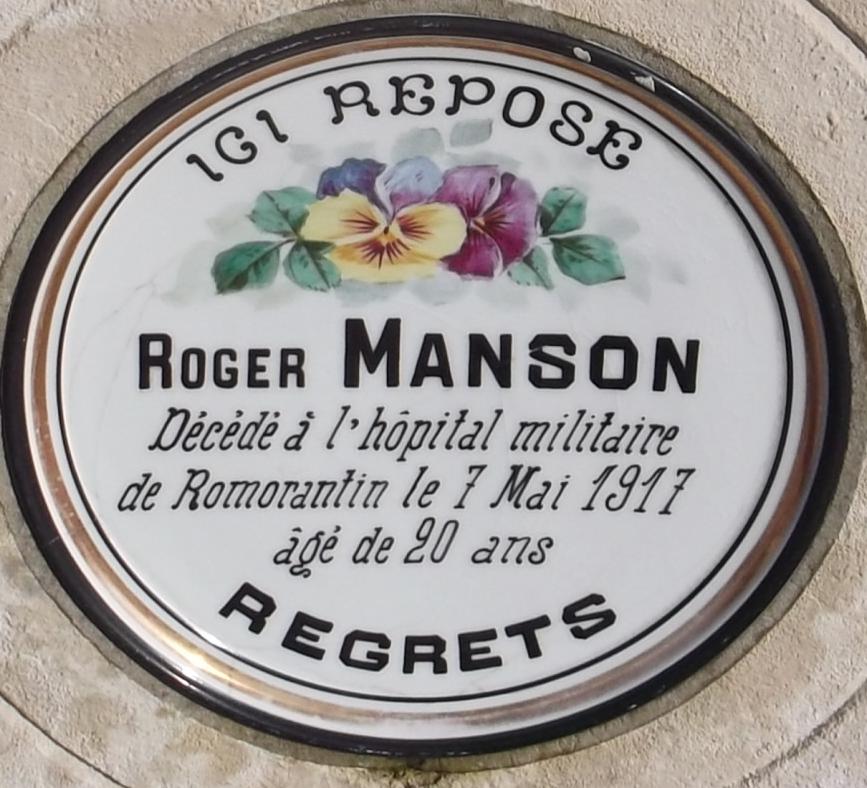 ICI REPOSE
ROGER MANSON
Décédé à l'hôpital militaire
de Romorantin le 7 Mai 1917
âgé de 20 ans
REGRETS